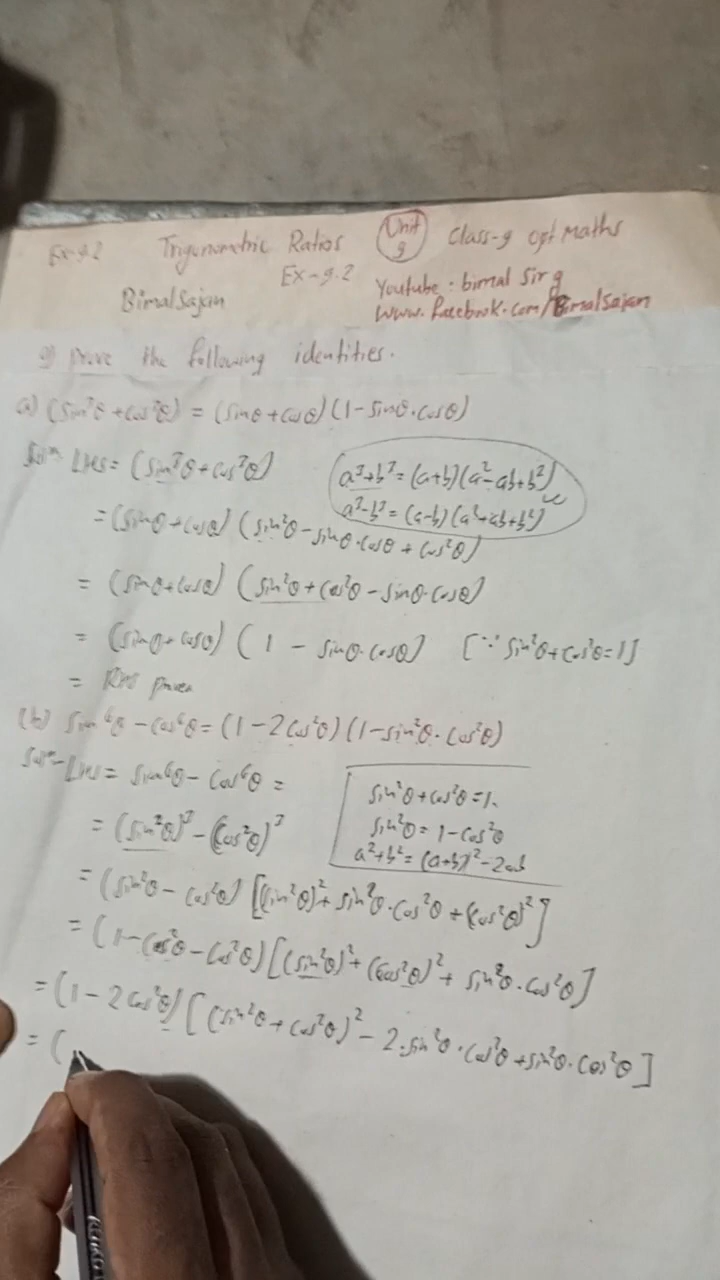 Ex-9.2 Trigonometric Ratios Unit 9 Class-9 Opt Maths
Ex-9.2
BimalSajan Youtube: bimal Sir g
www.facebook.com/BimalSajan
9) Prove the following identities.
a) (Sin³θ + Cos³θ) = (Sinθ + Cosθ) (1 - Sinθ·Cosθ)
Solⁿ- LHS = (Sin³θ + Cos³θ)
a³+b³ = (a+b)(a²-ab+b²)
a³-b³ = (a-b)(a²+ab+b²)
= (Sinθ + Cosθ) (Sin²θ - Sinθ·Cosθ + Cos²θ)
= (Sinθ + Cosθ) (Sin²θ + Cos²θ - Sinθ·Cosθ)
= (Sinθ + Cosθ) (1 - Sinθ·Cosθ) [∵ Sin²θ + Cos²θ = 1]
= RHS proven
(b) Sin⁶θ - Cos⁶θ = (1 - 2Cos²θ) (1 - Sin²θ·Cos²θ)
Solⁿ- LHS = Sin⁶θ - Cos⁶θ =
Sin²θ + Cos²θ = 1.
Sin²θ = 1 - Cos²θ
a²+b² = (a+b)² - 2ab
= (Sin²θ)³ - (Cos²θ)³
= (Sin²θ - Cos²θ) [(Sin²θ)² + Sin²θ·Cos²θ + (Cos²θ)²]
= (1 - Cos²θ - Cos²θ) [(Sin²θ)² + (Cos²θ)² + Sin²θ·Cos²θ]
= (1 - 2Cos²θ) [(Sin²θ + Cos²θ)² - 2·Sin²θ·Cos²θ + Sin²θ·Cos²θ]
= (